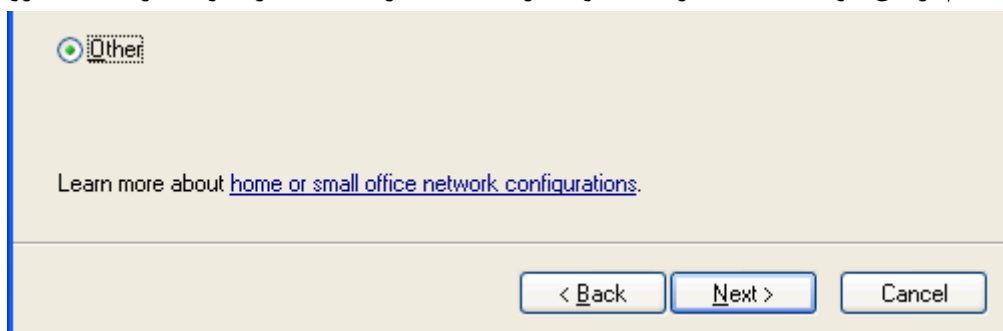 Other
Learn more about home or small office network configurations.
< Back
Next >
Cancel